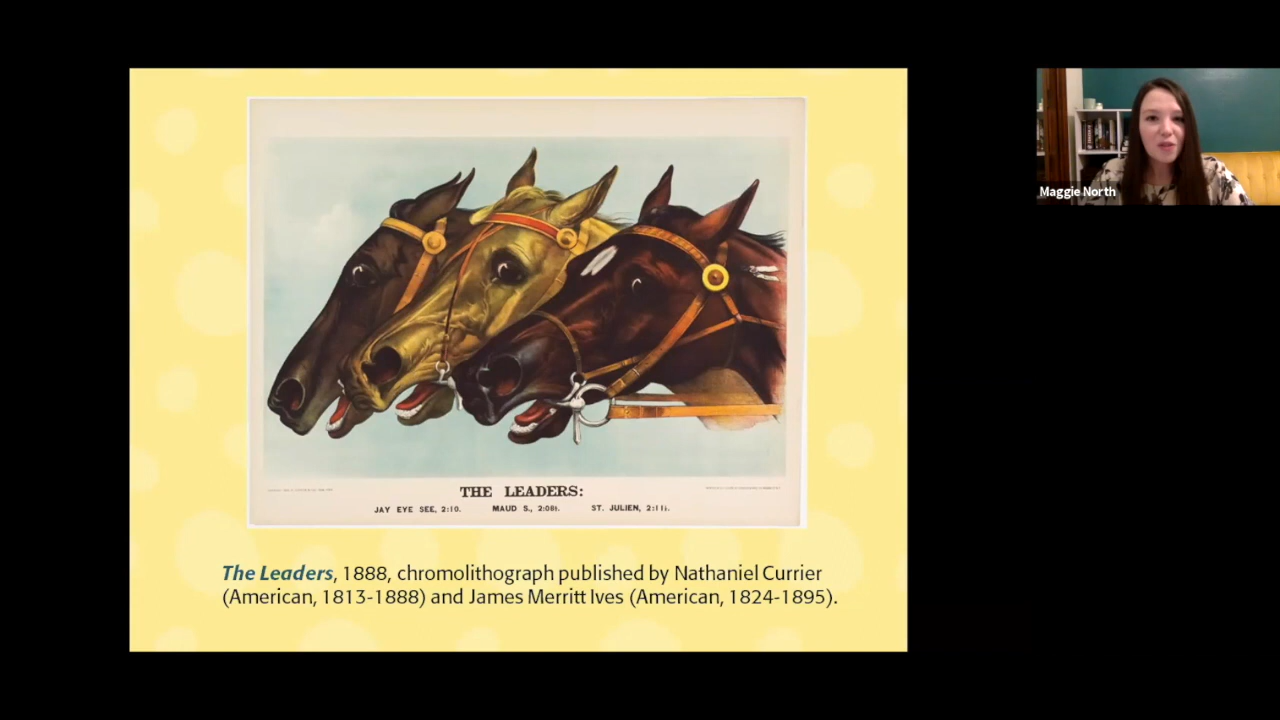 THE LEADERS:
JAY EYE SEE, 2:10. MAUD S., 2:08¾. ST. JULIEN, 2:11¼.
The Leaders, 1888, chromolithograph published by Nathaniel Currier
(American, 1813-1888) and James Merritt Ives (American, 1824-1895).
Maggie North